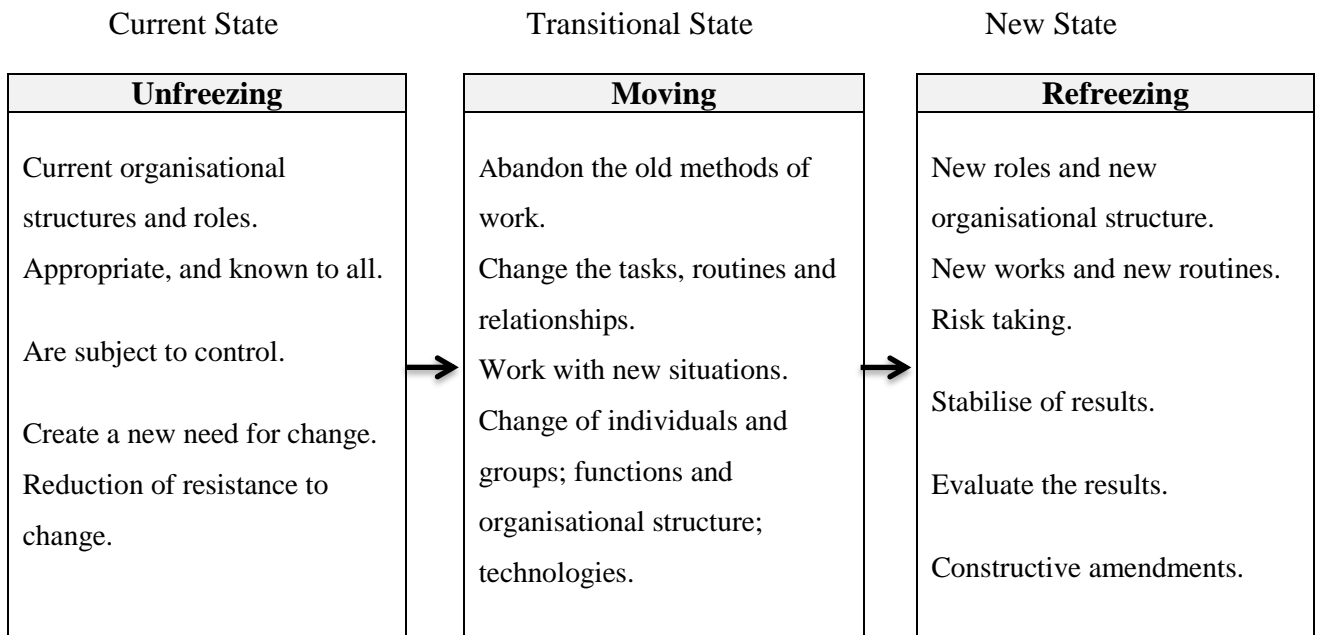 Current State
Transitional State
New State
Unfreezing
Current organisational
structures and roles.
Appropriate, and known to all.
Are subject to control.
Create a new need for change.
Reduction of resistance to
change.
Moving
Abandon the old methods of
work.
Change the tasks, routines and
relationships.
Work with new situations.
Change of individuals and
groups; functions and
organisational structure;
technologies.
Refreezing
New roles and new
organisational structure.
New works and new routines.
Risk taking.
Stabilise of results.
Evaluate the results.
Constructive amendments.